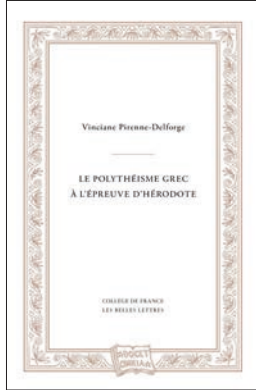 Vinciane Pirenne-Delforge
LE POLYTHÉISME GREC
À L'ÉPREUVE D'HÉRODOTE
COLLÈGE DE FRANCE
LES BELLES LETTRES